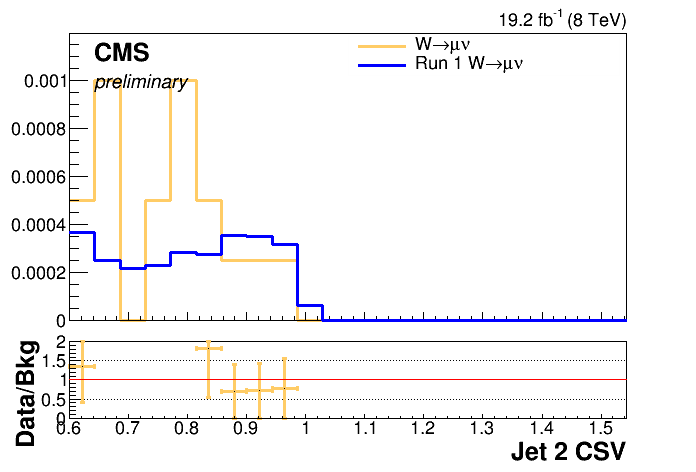 19.2 fb⁻¹ (8 TeV)
CMS
preliminary
W→μν
Run 1 W→μν
0.001
0.0008
0.0006
0.0004
0.0002
0
Data/Bkg
2
1.5
1
0.5
0
0.6 0.7 0.8 0.9 1 1.1 1.2 1.3 1.4 1.5
Jet 2 CSV